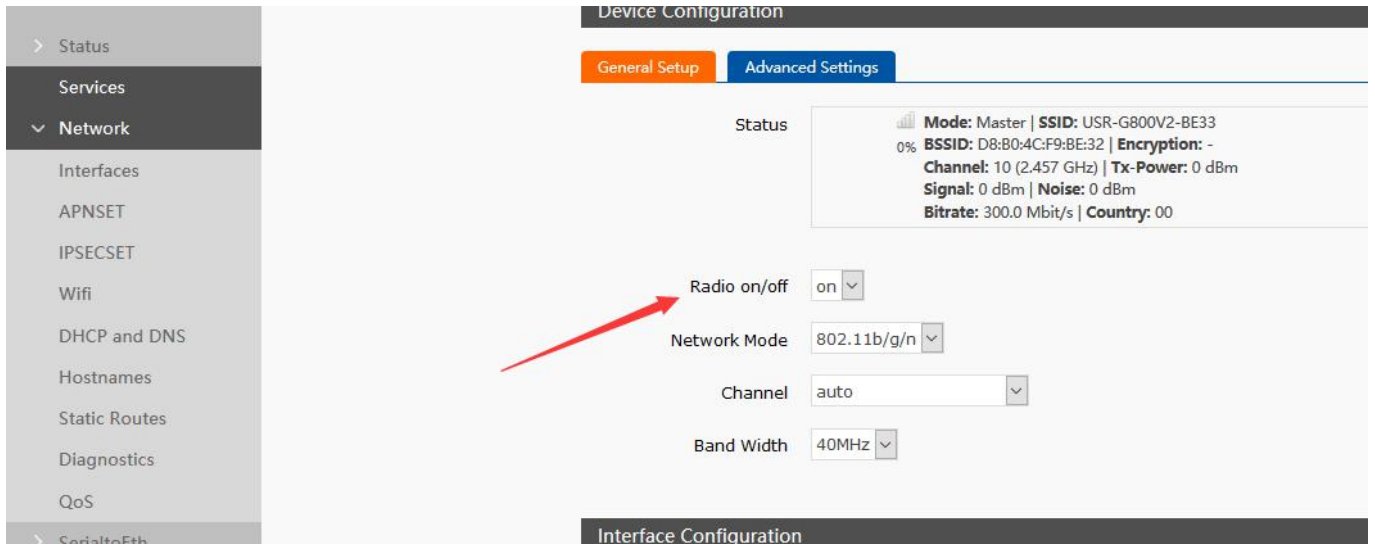 Device Configuration
Status
Services
Network
Interfaces
APNSET
IPSECSET
Wifi
DHCP and DNS
Hostnames
Static Routes
Diagnostics
QoS
SerialtoEth
General Setup
Advanced Settings
Status
Mode: Master | SSID: USR-G800V2-BE33
0% BSSID: D8:B0:4C:F9:BE:32 | Encryption: -
Channel: 10 (2.457 GHz) | Tx-Power: 0 dBm
Signal: 0 dBm | Noise: 0 dBm
Bitrate: 300.0 Mbit/s | Country: 00
Radio on/off on
Network Mode 802.11b/g/n
Channel auto
Band Width 40MHz
Interface Configuration